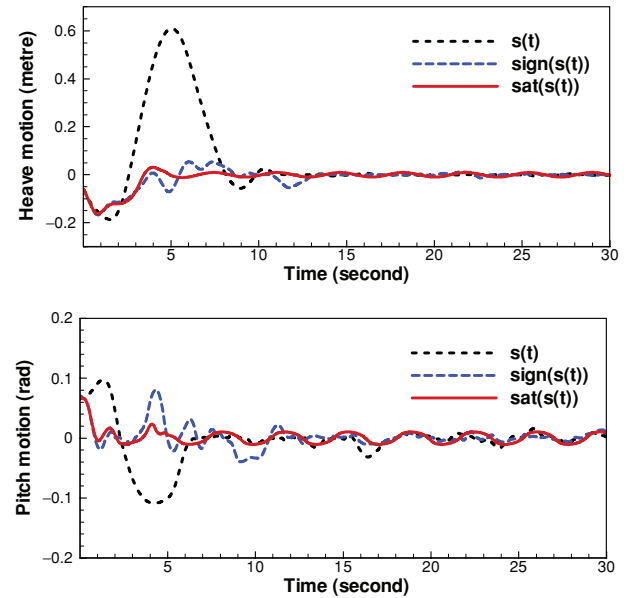 Heave motion (metre)
0.6
0.4
0.2
0
−0.2
s(t)
sign(s(t))
sat(s(t))
5
10
15
20
25
30
Time (second)
Pitch motion (rad)
0.2
0.1
0
−0.1
−0.2
s(t)
sign(s(t))
sat(s(t))
5
10
15
20
25
30
Time (second)